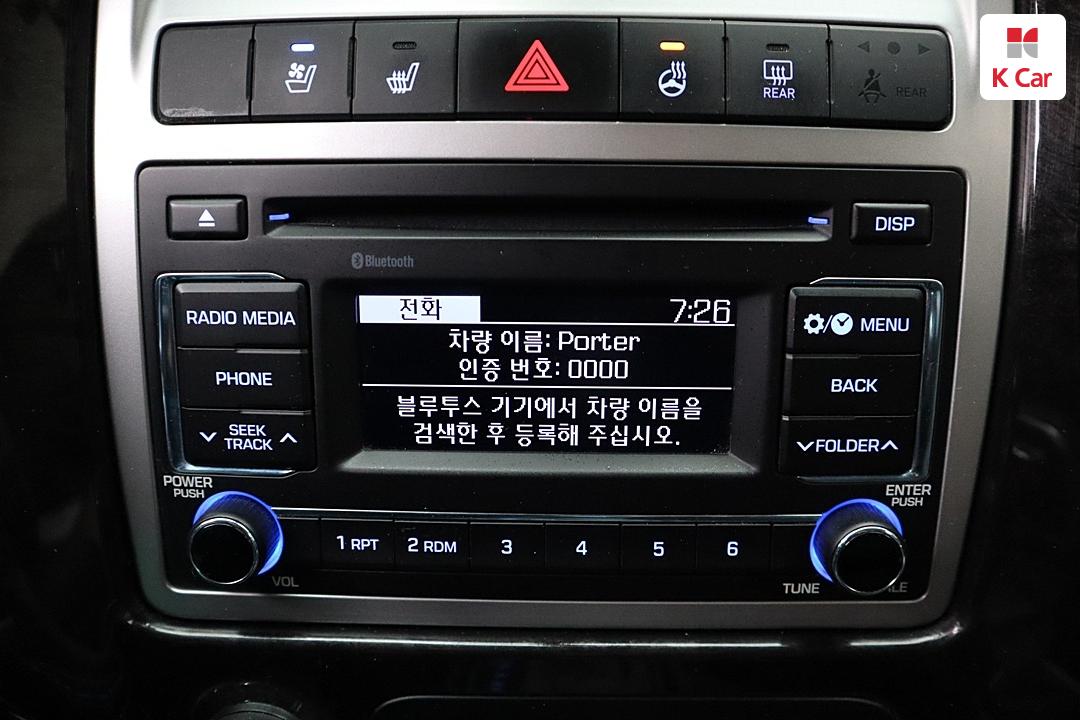 K Car
REAR
REAR
DISP
Bluetooth
RADIO MEDIA
PHONE
SEEK
TRACK
전화 7:26
차량 이름: Porter
인증 번호: 0000
블루투스 기기에서 차량 이름을
검색한 후 등록해 주십시오.
/ MENU
BACK
FOLDER
POWER
PUSH
ENTER
PUSH
1 RPT 2 RDM 3 4 5 6
VOL
TUNE